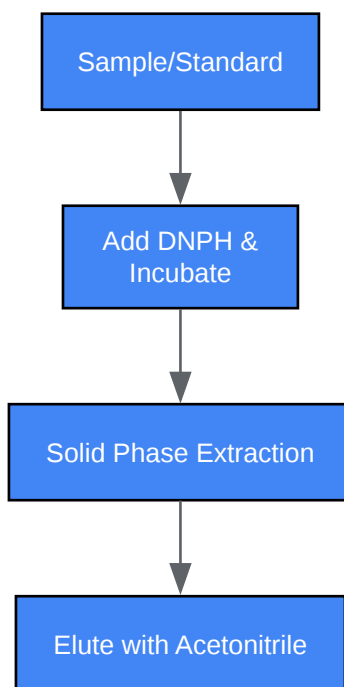 Sample/Standard
Add DNPH &
Incubate
Solid Phase Extraction
Elute with Acetonitrile